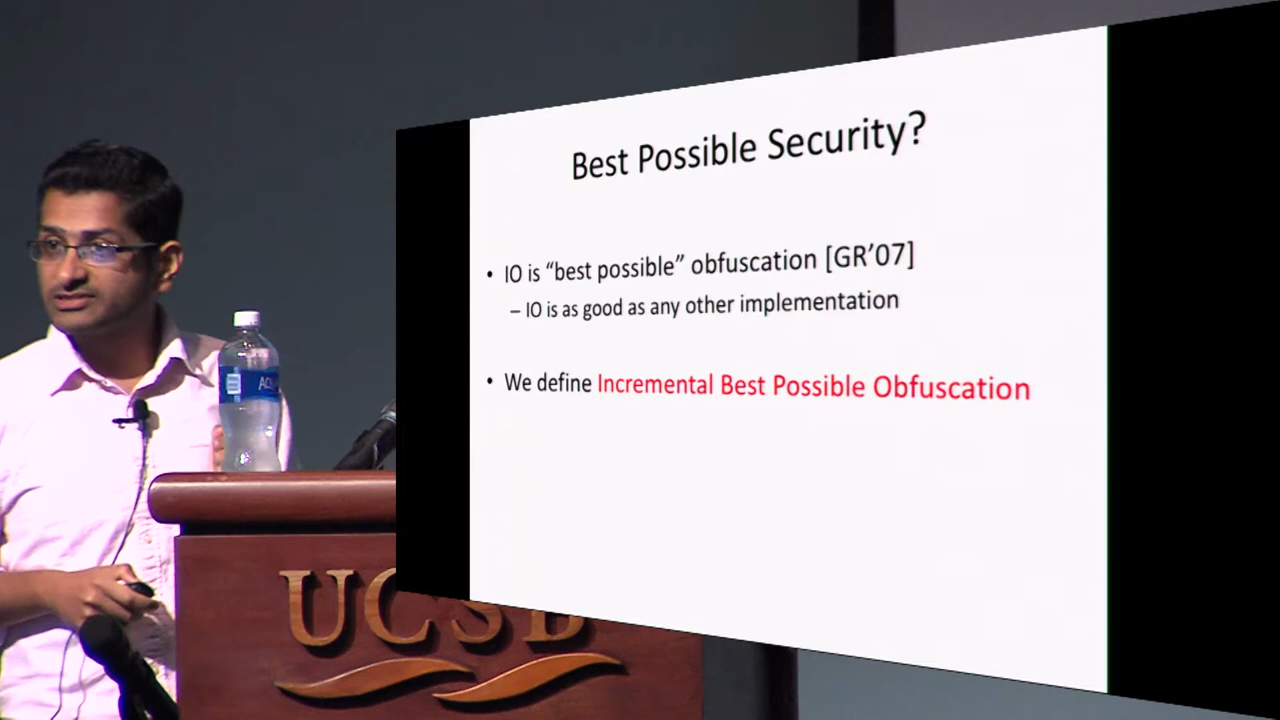 Best Possible Security?
• IO is “best possible” obfuscation [GR’07]
– IO is as good as any other implementation
• We define Incremental Best Possible Obfuscation
UCSB